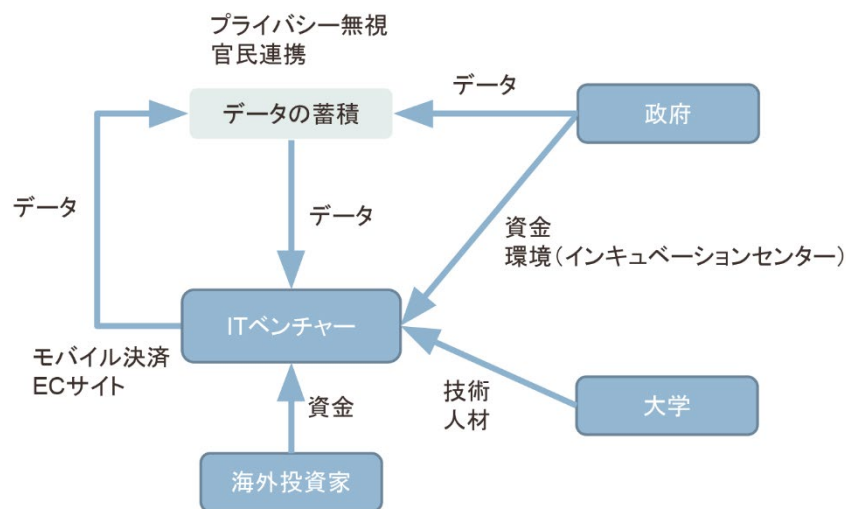 プライバシー無視
官民連携
データの蓄積
データ
政府
データ
データ
資金
環境(インキュベーションセンター)
ITベンチャー
モバイル決済
ECサイト
資金
技術
人材
大学
海外投資家